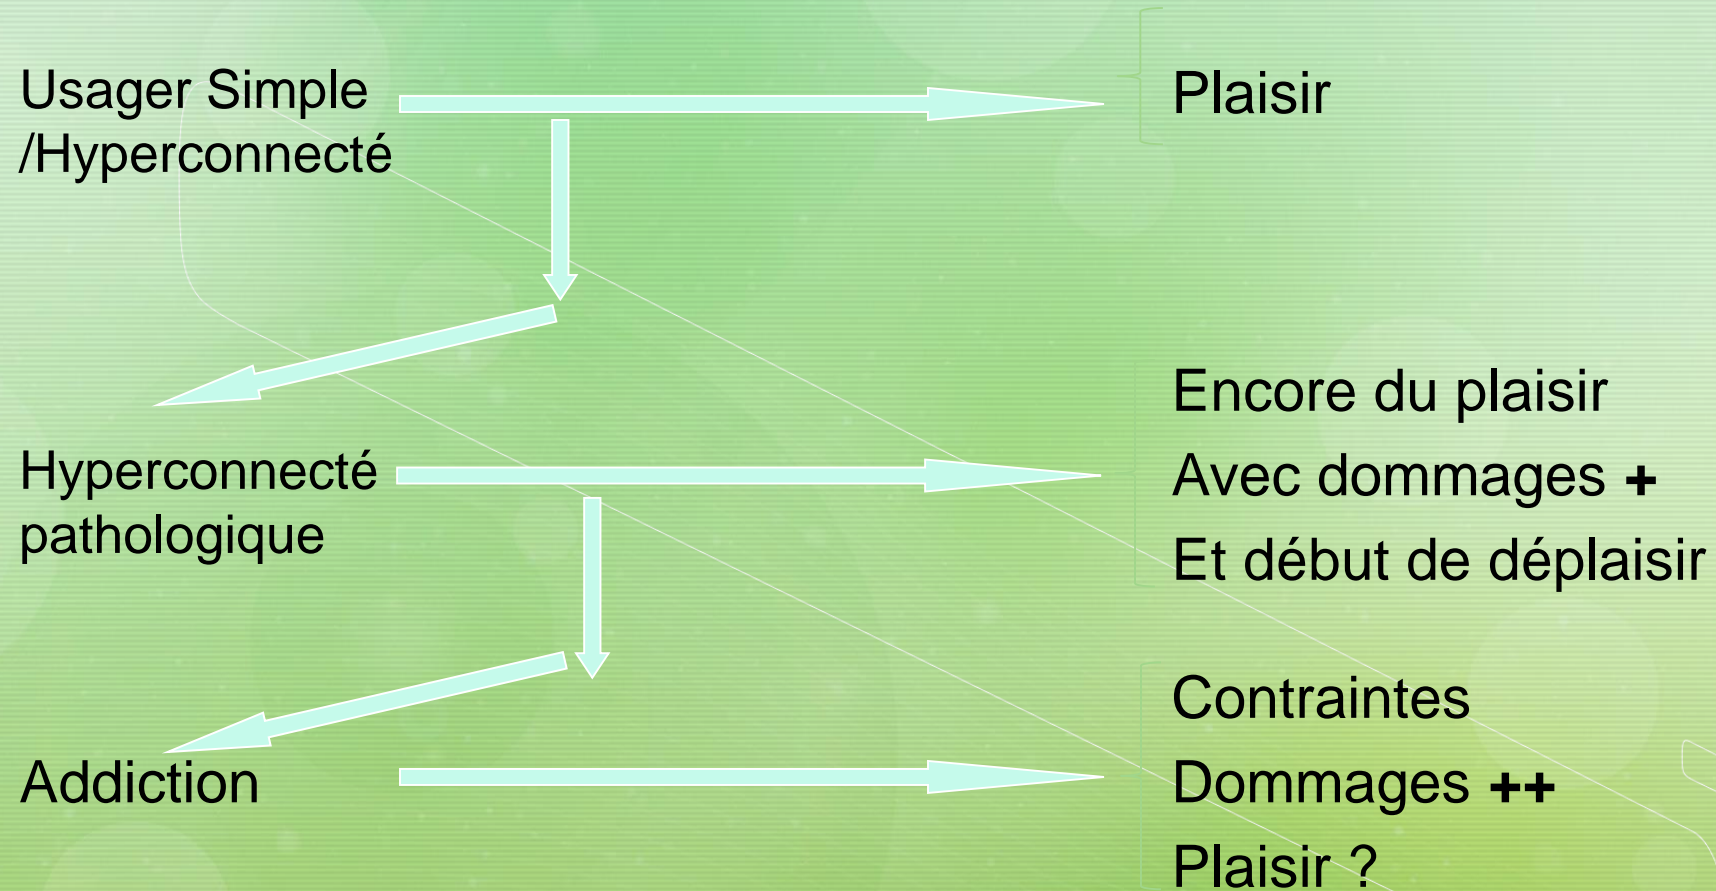 Usager Simple
/Hyperconnecté
Plaisir
Hyperconnecté
pathologique
Encore du plaisir
Avec dommages +
Et début de déplaisir
Addiction
Contraintes
Dommages ++
Plaisir ?